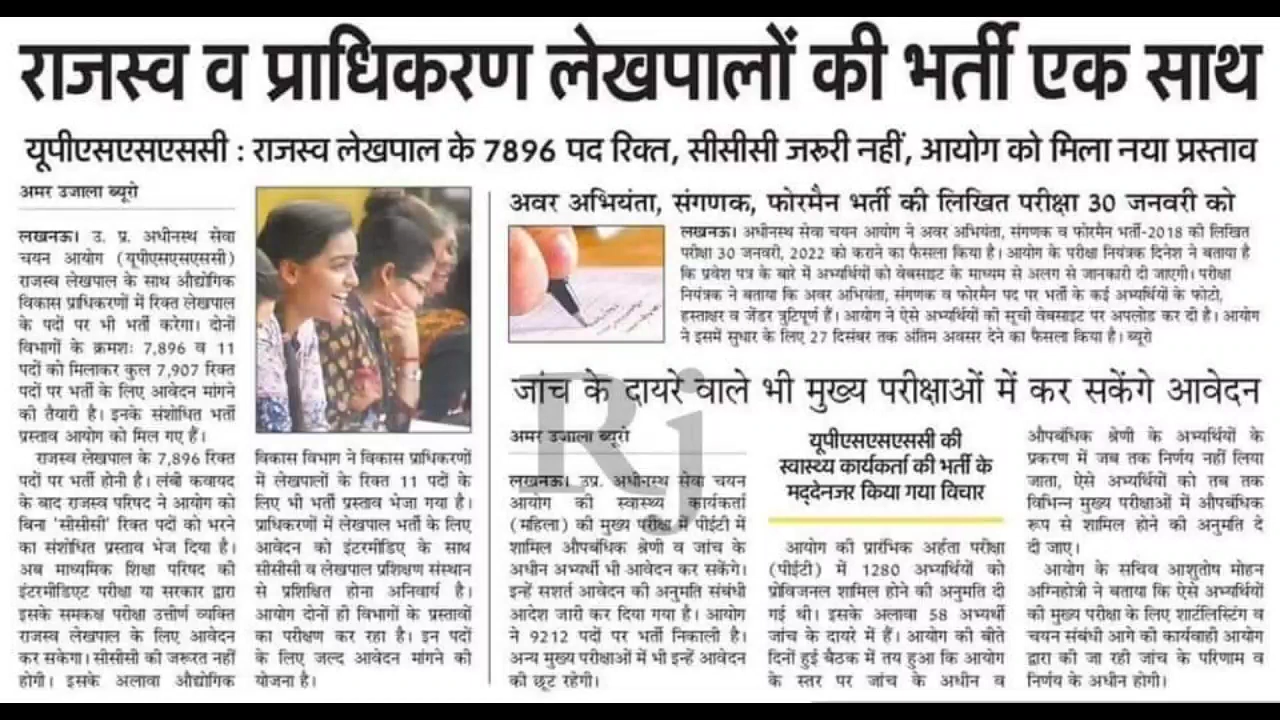 राजस्व व प्राधिकरण लेखपालों की भर्ती एक साथ
यूपीएसएसएससी : राजस्व लेखपाल के 7896 पद रिक्त, सीसीसी जरूरी नहीं, आयोग को मिला नया प्रस्ताव
अमर उजाला ब्यूरो
लखनऊ। उ. प्र. अधीनस्थ सेवा
चयन आयोग (यूपीएसएसएससी)
राजस्व लेखपाल के साथ औद्योगिक
विकास प्राधिकरणों में रिक्त लेखपाल
के पदों पर भी भर्ती करेगा। दोनों
विभागों के क्रमशः 7,896 व 11
पदों को मिलाकर कुल 7,907 रिक्त
पदों पर भर्ती के लिए आवेदन मांगने
की तैयारी है। इनके संशोधित भर्ती
प्रस्ताव आयोग को मिल गए हैं।
राजस्व लेखपाल के 7,896 रिक्त
पदों पर भर्ती होनी है। लंबी कवायद
के बाद राजस्व परिषद ने आयोग को
बिना 'सीसीसी' रिक्त पदों को भरने
का संशोधित प्रस्ताव भेज दिया है।
अब माध्यमिक शिक्षा परिषद की
इंटरमीडिएट परीक्षा या सरकार द्वारा
इसके समकक्ष परीक्षा उत्तीर्ण व्यक्ति
राजस्व लेखपाल के लिए आवेदन
कर सकेगा। सीसीसी की जरूरत नहीं
होगी। इसके अलावा औद्योगिक
विकास विभाग ने विकास प्राधिकरणों
में लेखपालों के रिक्त 11 पदों के
लिए भी भर्ती प्रस्ताव भेजा गया है।
प्राधिकरणों में लेखपाल भर्ती के लिए
आवेदन को इंटरमीडिए के साथ
सीसीसी व लेखपाल प्रशिक्षण संस्थान
से प्रशिक्षित होना अनिवार्य है।
आयोग दोनों ही विभागों के प्रस्तावों
का परीक्षण कर रहा है। इन पदों
के लिए जल्द आवेदन मांगने की
योजना है।
अवर अभियंता, संगणक, फोरमैन भर्ती की लिखित परीक्षा 30 जनवरी को
लखनऊ। अधीनस्थ सेवा चयन आयोग ने अवर अभियंता, संगणक व फोरमैन भर्ती-2018 की लिखित
परीक्षा 30 जनवरी, 2022 को कराने का फैसला किया है। आयोग के परीक्षा नियंत्रक दिनेश ने बताया है
कि प्रवेश पत्र के बारे में अभ्यर्थियों को वेबसाइट के माध्यम से अलग से जानकारी दी जाएगी। परीक्षा
नियंत्रक ने बताया कि अवर अभियंता, संगणक व फोरमैन पद पर भर्ती के कई अभ्यर्थियों के फोटो,
हस्ताक्षर व जेंडर त्रुटिपूर्ण हैं। आयोग ने ऐसे अभ्यर्थियों की सूची वेबसाइट पर अपलोड कर दी है। आयोग
ने इसमें सुधार के लिए 27 दिसंबर तक अंतिम अवसर देने का फैसला किया है। ब्यूरो
जांच के दायरे वाले भी मुख्य परीक्षाओं में कर सकेंगे आवेदन
Rj
अमर उजाला ब्यूरो
लखनऊ। उप्र. अधीनस्थ सेवा चयन
आयोग की स्वास्थ्य कार्यकर्ता
(महिला) की मुख्य परीक्षा में पीईटी में
शामिल औपबंधिक श्रेणी व जांच के
अधीन अभ्यर्थी भी आवेदन कर सकेंगे।
इन्हें सशर्त आवेदन की अनुमति संबंधी
आदेश जारी कर दिया गया है। आयोग
ने 9212 पदों पर भर्ती निकाली है।
अन्य मुख्य परीक्षाओं में भी इन्हें आवेदन
की छूट रहेगी।
यूपीएसएसएससी की
स्वास्थ्य कार्यकर्ता की भर्ती के
मद्देनजर किया गया विचार
आयोग की प्रारंभिक अर्हता परीक्षा
(पीईटी) में 1280 अभ्यर्थियों को
प्रोविजनल शामिल होने की अनुमति दी
गई थी। इसके अलावा 58 अभ्यर्थी
जांच के दायरे में हैं। आयोग की बीते
दिनों हुई बैठक में तय हुआ कि आयोग
के स्तर पर जांच के अधीन व
औपबंधिक श्रेणी के अभ्यर्थियों के
प्रकरण में जब तक निर्णय नहीं लिया
जाता, ऐसे अभ्यर्थियों को तब तक
विभिन्न मुख्य परीक्षाओं में औपबंधिक
रूप से शामिल होने की अनुमति दे
दी जाए।
आयोग के सचिव आशुतोष मोहन
अग्निहोत्री ने बताया कि ऐसे अभ्यर्थियों
की मुख्य परीक्षा के लिए शार्टलिस्टिंग व
चयन संबंधी आगे की कार्यवाही आयोग
द्वारा की जा रही जांच के परिणाम व
निर्णय के अधीन होगी।